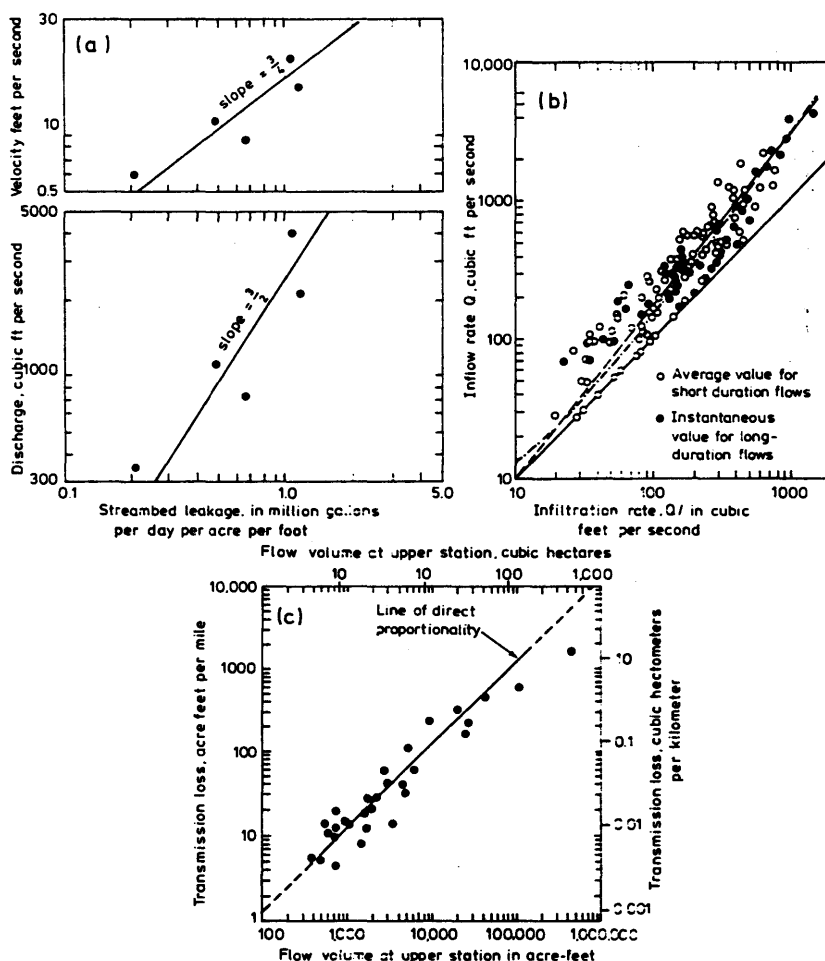 (a)
Velocity feet per second
30
10
0.5
slope = 3/4
Discharge, cubic ft per second
5000
1000
300
slope = 3/2
0.1
1.0
5.0
Streambed leakage, in million gallons
per day per acre per foot
(b)
Inflow rate Q, cubic ft per second
10,000
1000
100
10
Average value for
short duration flows
Instantaneous
value for long-
duration flows
10
100
1000
Infiltration rate, Q/ in cubic
feet per second
Flow volume at upper station, cubic hectares
10
10
100
1,000
(c)
Transmission loss, acre feet per mile
10,000
1000
100
10
1
Line of direct
proportionality
Transmission loss, cubic hectometers
per kilometer
10
0.1
0.01
0.001
100
1,000
10,000
100,000
1,000,000
Flow volume at upper station in acre-feet